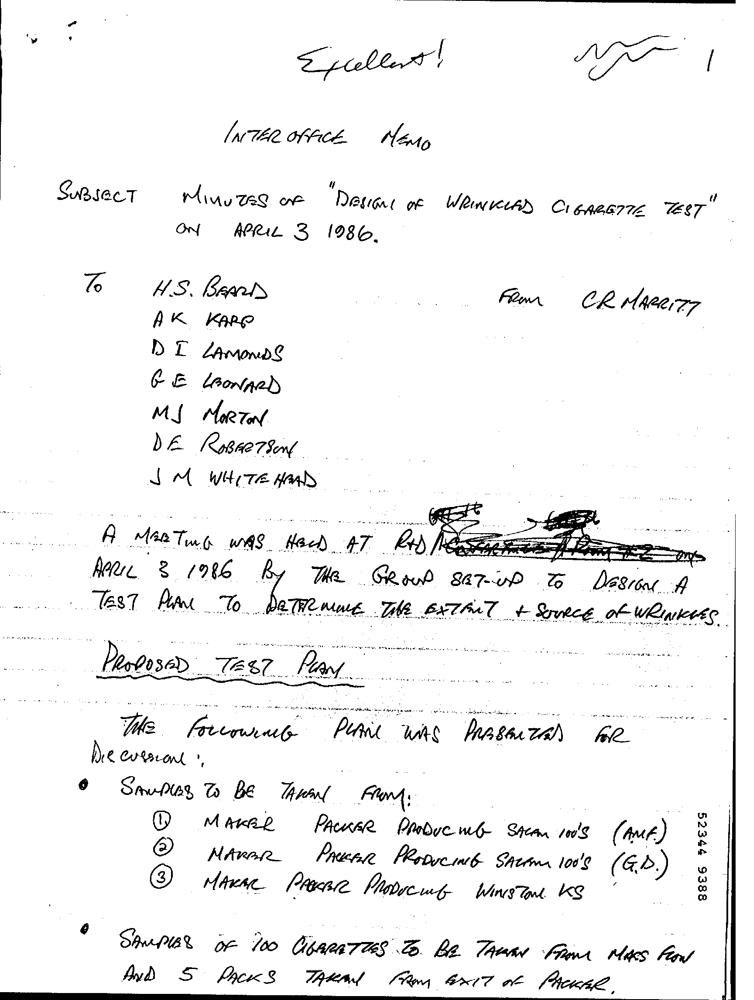 Excellent! 1
INTEROFFICE MEMO
SUBJECT MINUTES OF "DESIGN OF WRINKLED CIGARETTE TEST"
ON APRIL 3 1986.
To H.S. BEARD FROM CR MARRITT
A K KARP
D I LAMONDS
G E LEONARD
MJ MORTON
DE ROBERTSON
J M WHITEHEAD
A MEETING WAS HELD AT R+D
APRIL 3 1986 By THE GROUP SET-UP TO DESIGN A
TEST PLAN TO DETERMINE THE EXTENT + SOURCE OF WRINKLES.
PROPOSED TEST PLAN
THE FOLLOWING PLAN WAS PRESENTED FOR
DISCUSSION:
• SAMPLES TO BE TAKEN FROM:
① MAKER PACKER PRODUCING SALEM 100'S (AMF.)
② MAKER PACKER PRODUCING SALEM 100'S (G.D.)
③ MAKER PACKER PRODUCING WINSTON KS
• SAMPLES OF 100 CIGARETTES TO BE TAKEN FROM MASS FLOW
AND 5 PACKS TAKEN FROM EXIT OF PACKER.
52344 9388